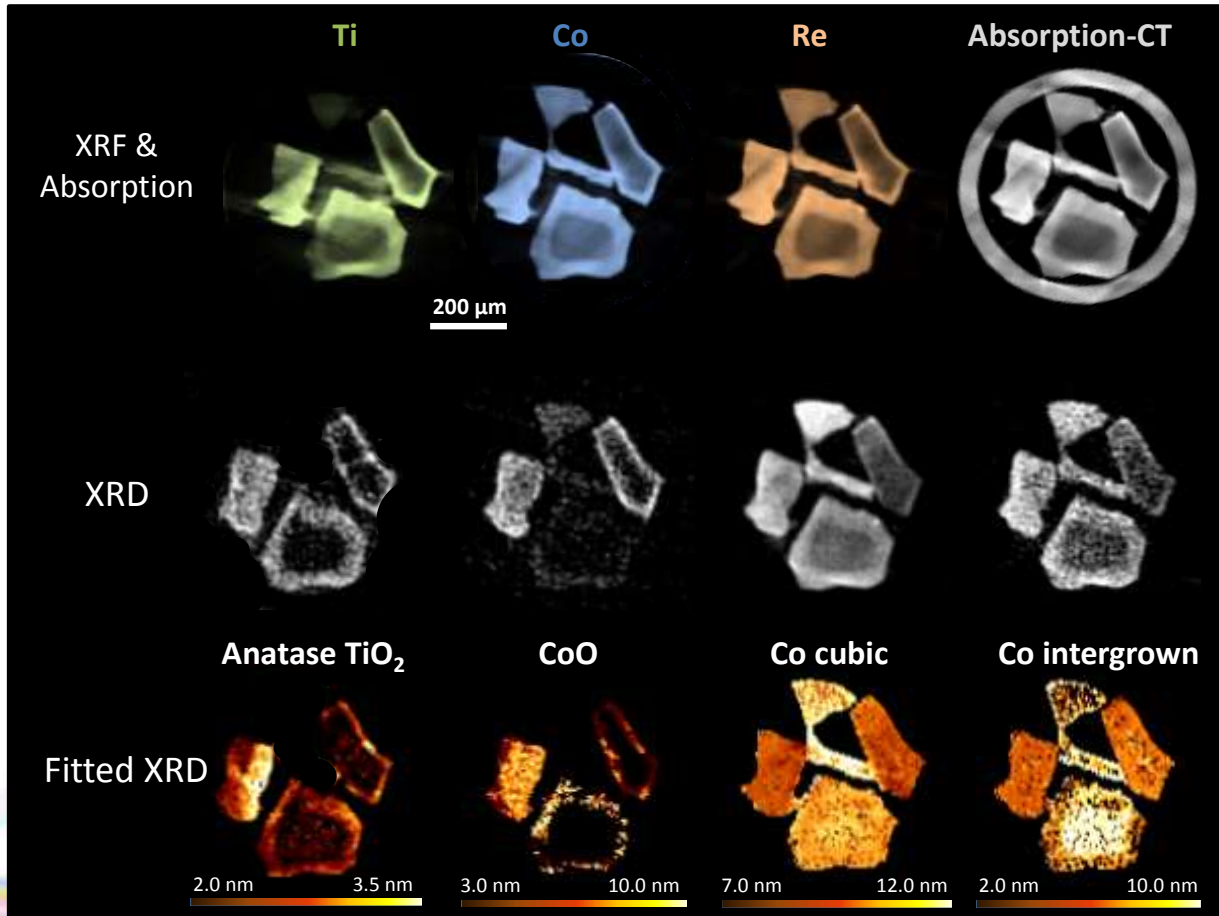 Ti Co Re Absorption-CT
XRF &
Absorption
200 µm
XRD
Anatase TiO₂ CoO Co cubic Co intergrown
Fitted XRD
2.0 nm 3.5 nm 3.0 nm 10.0 nm 7.0 nm 12.0 nm 2.0 nm 10.0 nm